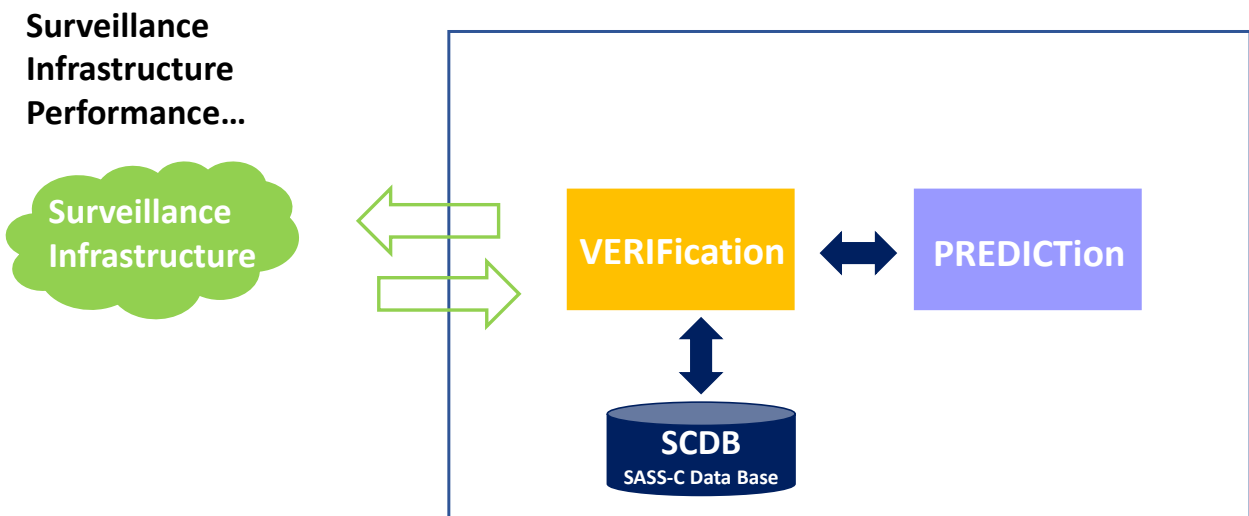 Surveillance
Infrastructure
Performance…
Surveillance
Infrastructure
VERIFication
PREDICTion
SCDB
SASS-C Data Base